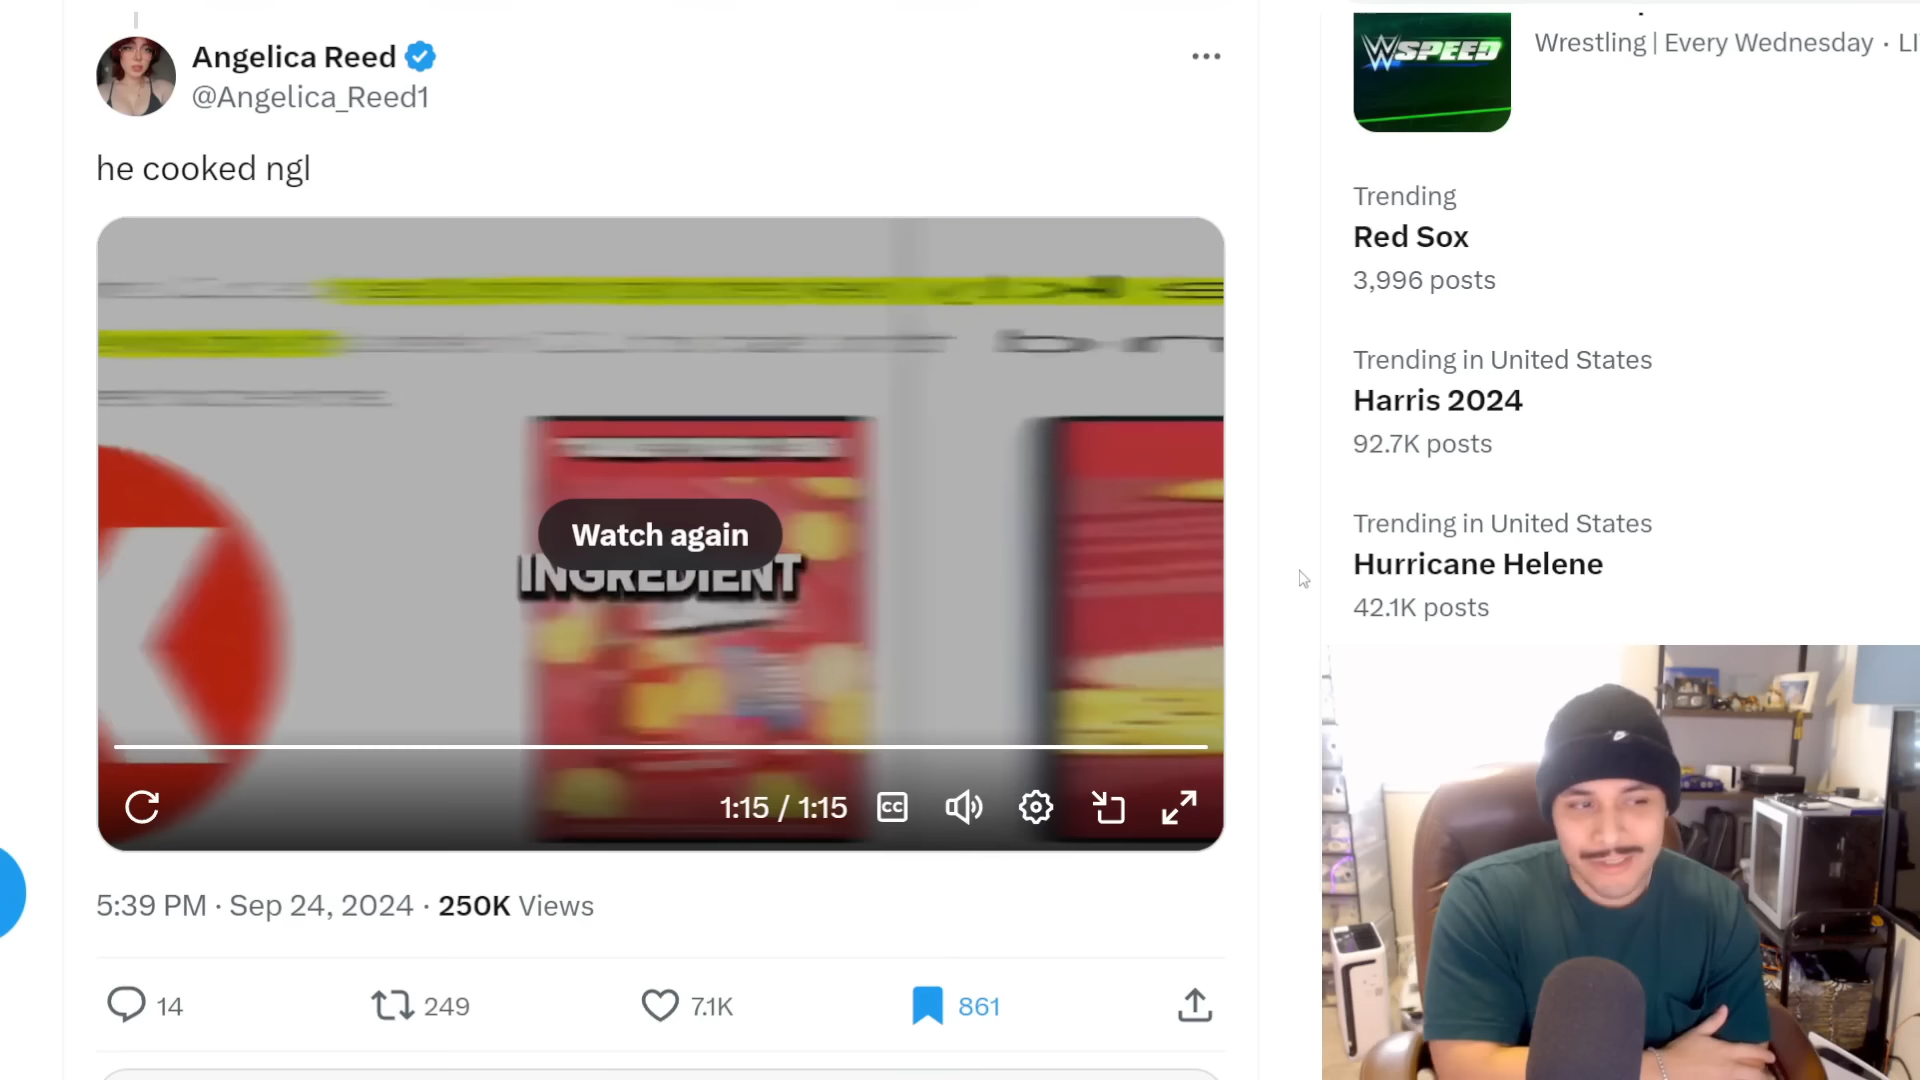 Angelica Reed
@Angelica_Reed1
he cooked ngl
Watch again
INGREDIENT
1:15 / 1:15
CC
5:39 PM · Sep 24, 2024 · 250K Views
14
249
7.1K
861
W SPEED
Wrestling | Every Wednesday · LI
Trending
Red Sox
3,996 posts
Trending in United States
Harris 2024
92.7K posts
Trending in United States
Hurricane Helene
42.1K posts